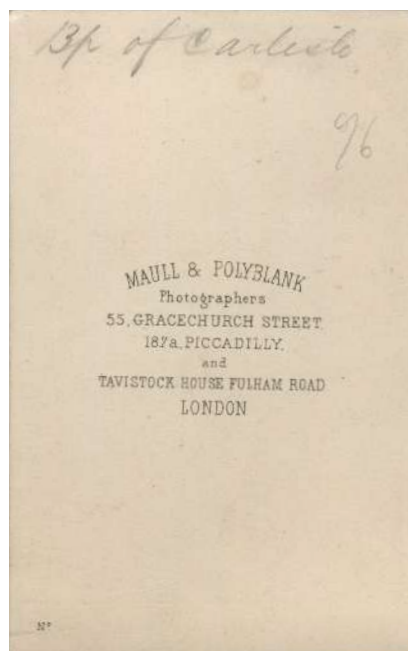 Bp of Carlisle
96
MAULL & POLYBLANK
Photographers
55, GRACECHURCH STREET.
187a, PICCADILLY.
and
TAVISTOCK HOUSE FULHAM ROAD
LONDON
Nº